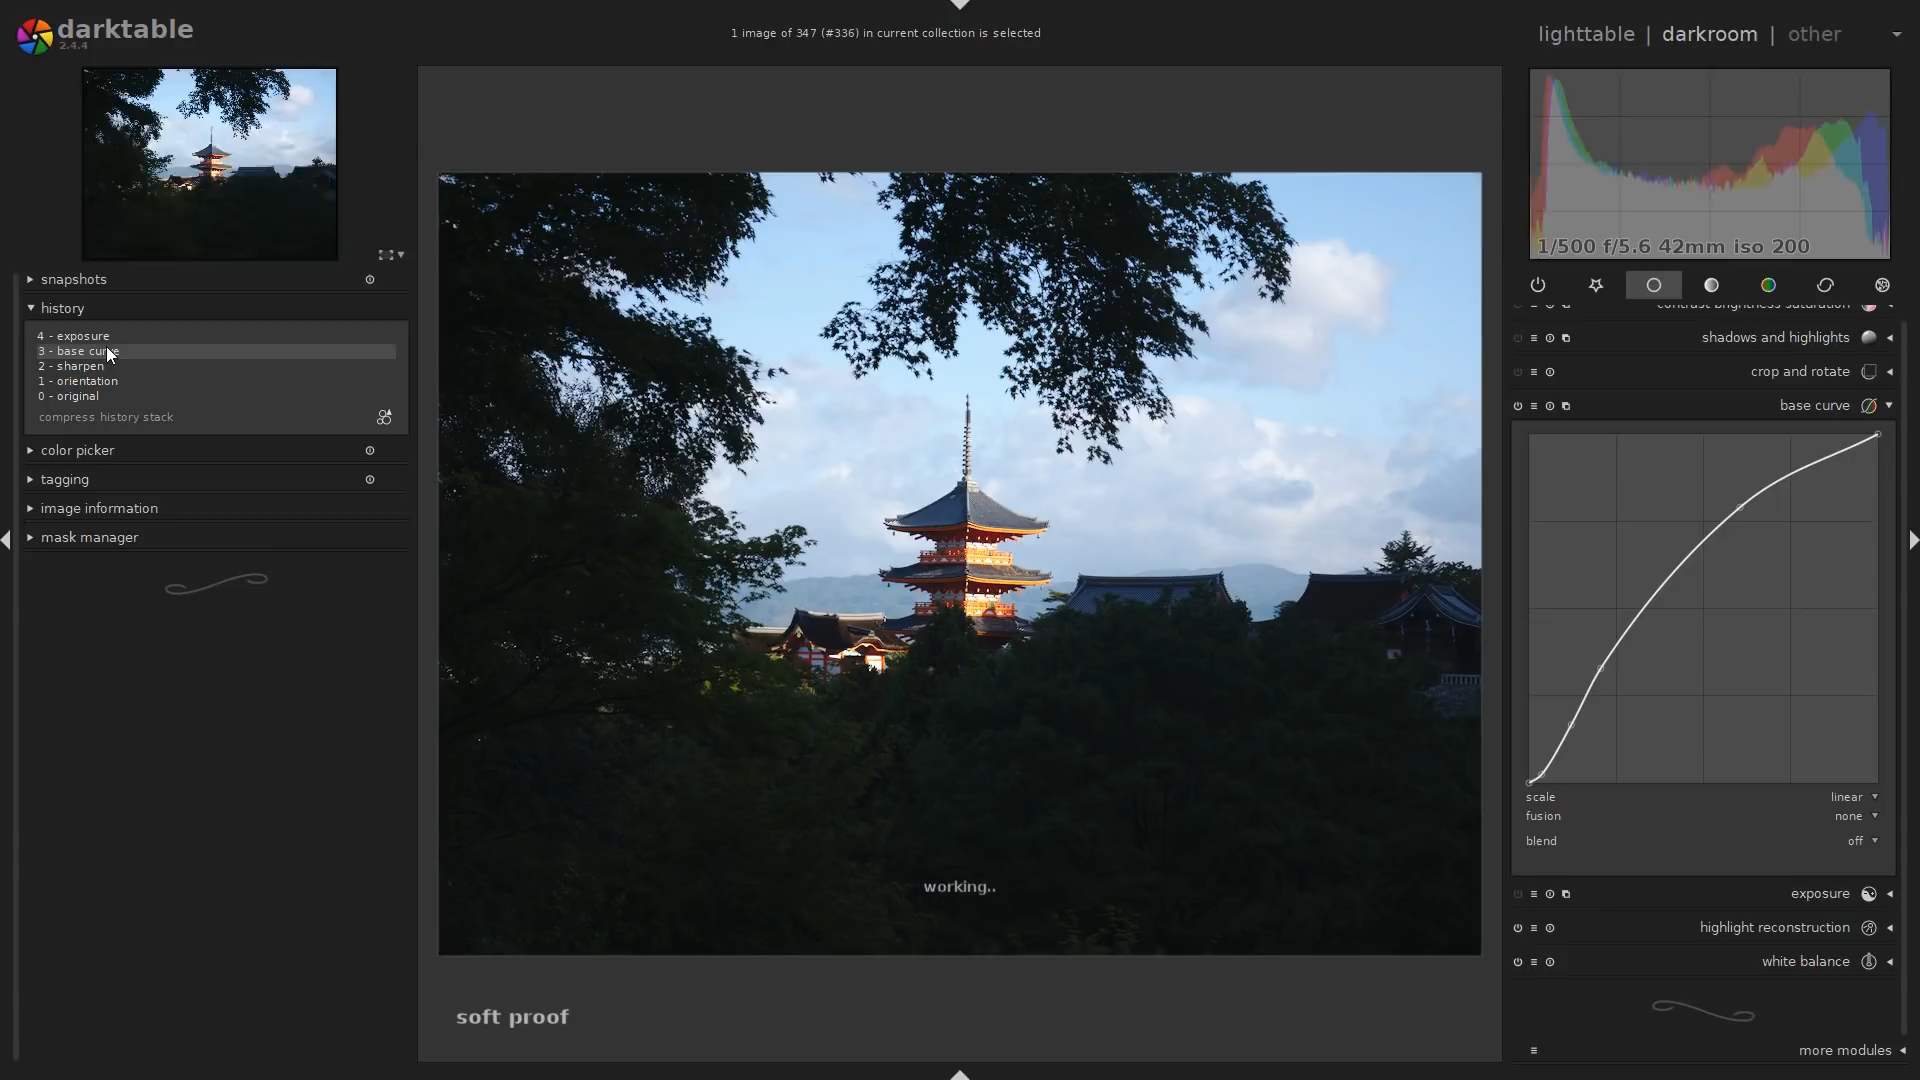 darktable
2.4.4
1 image of 347 (#336) in current collection is selected
lighttable | darkroom | other
1/500 f/5.6 42mm iso 200
snapshots
history
4 - exposure
3 - base curve
2 - sharpen
1 - orientation
0 - original
compress history stack
color picker
tagging
image information
mask manager
working..
soft proof
contrast brightness saturation
shadows and highlights
crop and rotate
base curve
scale linear
fusion none
blend off
exposure
highlight reconstruction
white balance
more modules